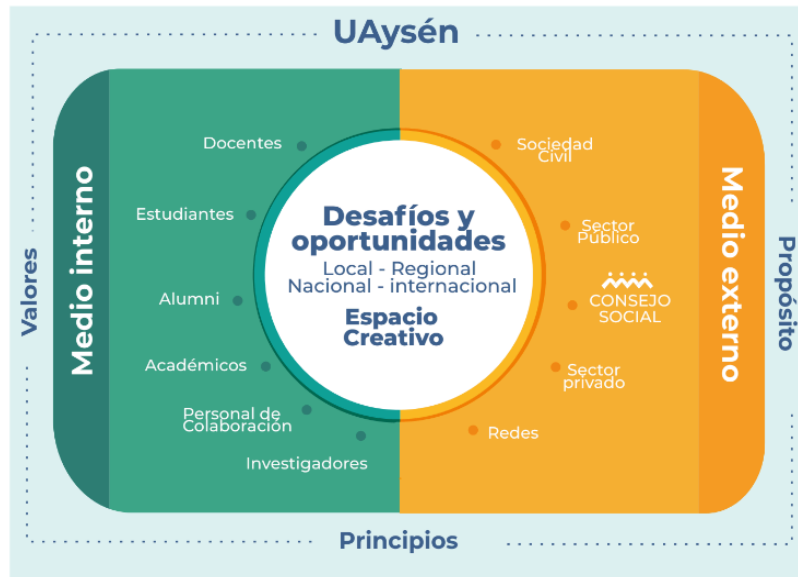 UAysén
Medio interno
Docentes
Estudiantes
Alumni
Académicos
Personal de
Colaboración
Investigadores
Desafíos y
oportunidades
Local - Regional
Nacional - internacional
Espacio
Creativo
Sociedad
Civil
Sector
Público
CONSEJO
SOCIAL
Sector
privado
Redes
Medio externo
Valores
Propósito
Principios